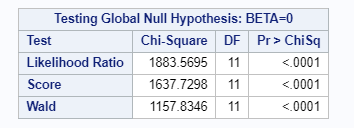 Testing Global Null Hypothesis: BETA=0
Test Chi-Square DF Pr > ChiSq
Likelihood Ratio 1883.5695 11 <.0001
Score 1637.7298 11 <.0001
Wald 1157.8346 11 <.0001